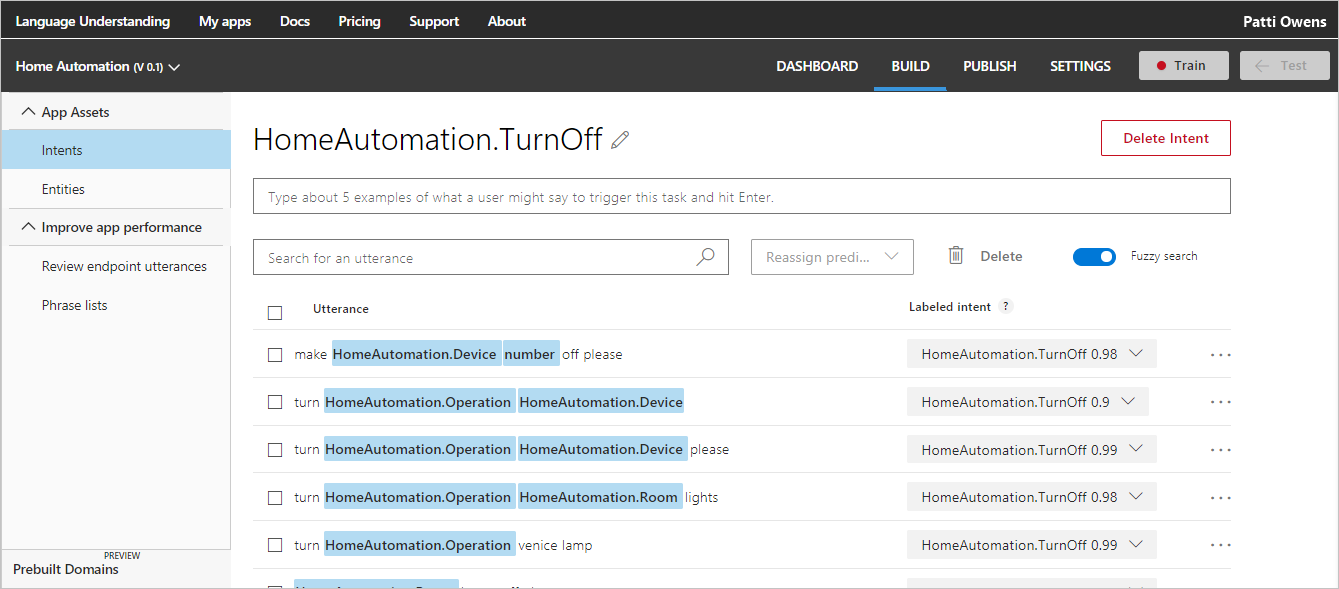 Language Understanding My apps Docs Pricing Support About Patti Owens
Home Automation (V 0.1) DASHBOARD BUILD PUBLISH SETTINGS Train Test
App Assets
Intents
Entities
Improve app performance
Review endpoint utterances
Phrase lists
PREVIEW
Prebuilt Domains
HomeAutomation.TurnOff Delete Intent
Type about 5 examples of what a user might say to trigger this task and hit Enter.
Search for an utterance Reassign predi... Delete Fuzzy search
Utterance Labeled intent ?
make HomeAutomation.Device number off please HomeAutomation.TurnOff 0.98 ...
turn HomeAutomation.Operation HomeAutomation.Device HomeAutomation.TurnOff 0.9 ...
turn HomeAutomation.Operation HomeAutomation.Device please HomeAutomation.TurnOff 0.99 ...
turn HomeAutomation.Operation HomeAutomation.Room lights HomeAutomation.TurnOff 0.98 ...
turn HomeAutomation.Operation venice lamp HomeAutomation.TurnOff 0.99 ...